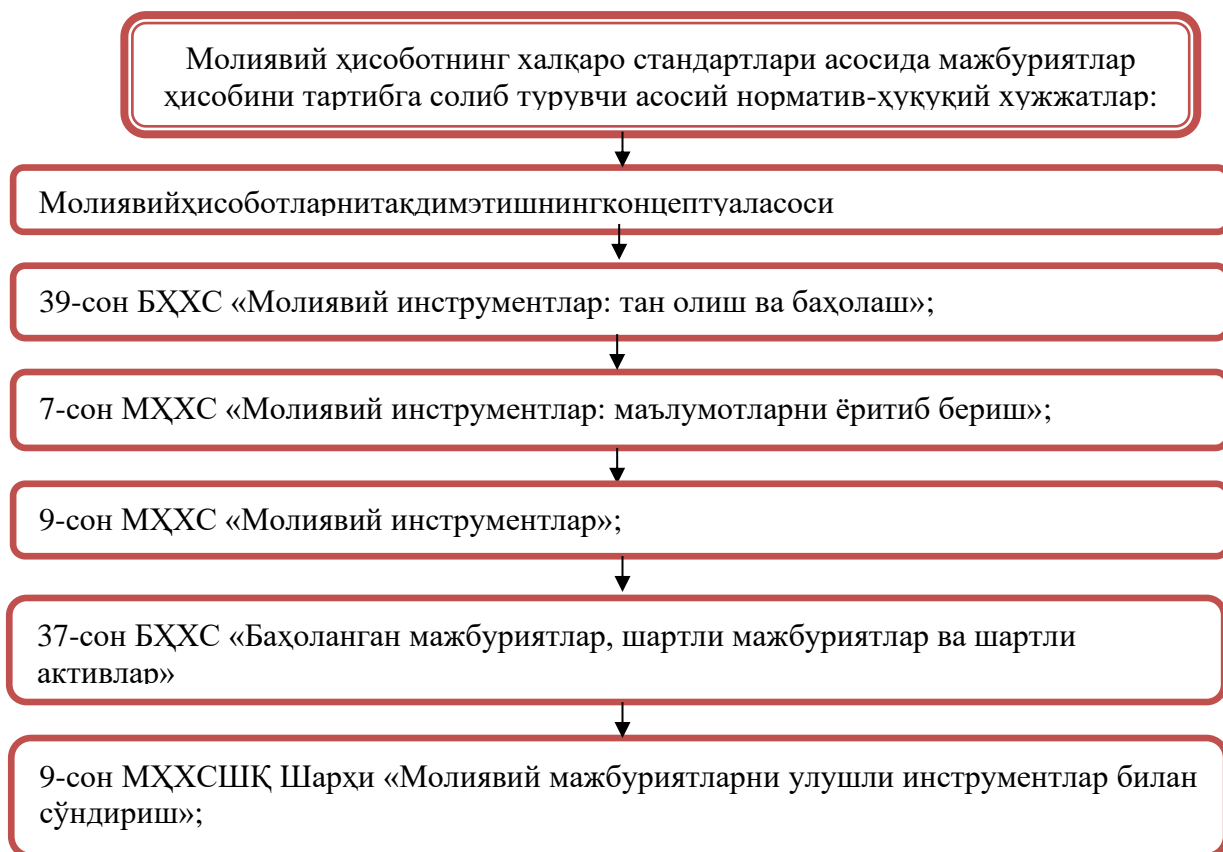 Молиявий ҳисоботнинг халқаро стандартлари асосида мажбуриятлар
ҳисобини тартибга солиб турувчи асосий норматив-ҳуқуқий хужжатлар:
Молиявийҳисоботларнитақдимэтишнингконцептуаласоси
39-сон БҲХС «Молиявий инструментлар: тан олиш ва баҳолаш»;
7-сон МҲХС «Молиявий инструментлар: маълумотларни ёритиб бериш»;
9-сон МҲХС «Молиявий инструментлар»;
37-сон БҲХС «Баҳоланган мажбуриятлар, шартли мажбуриятлар ва шартли
активлар»
9-сон МҲХСШҚ Шарҳи «Молиявий мажбуриятларни улушли инструментлар билан
сўндириш»;